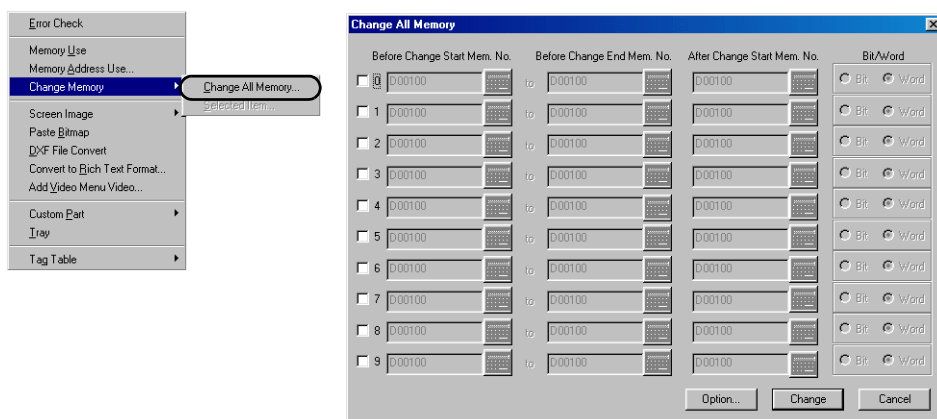 Error Check
Memory Use
Memory Address Use...
Change Memory
Screen Image
Paste Bitmap
DXF File Convert
Convert to Rich Text Format...
Add Video Menu Video...
Custom Part
Tray
Tag Table
Change All Memory...
Selected Item...
Change All Memory
Before Change Start Mem. No. Before Change End Mem. No. After Change Start Mem. No. Bit/Word
0 D00100 to D00100 D00100 Bit Word
1 D00100 to D00100 D00100 Bit Word
2 D00100 to D00100 D00100 Bit Word
3 D00100 to D00100 D00100 Bit Word
4 D00100 to D00100 D00100 Bit Word
5 D00100 to D00100 D00100 Bit Word
6 D00100 to D00100 D00100 Bit Word
7 D00100 to D00100 D00100 Bit Word
8 D00100 to D00100 D00100 Bit Word
9 D00100 to D00100 D00100 Bit Word
Option... Change Cancel